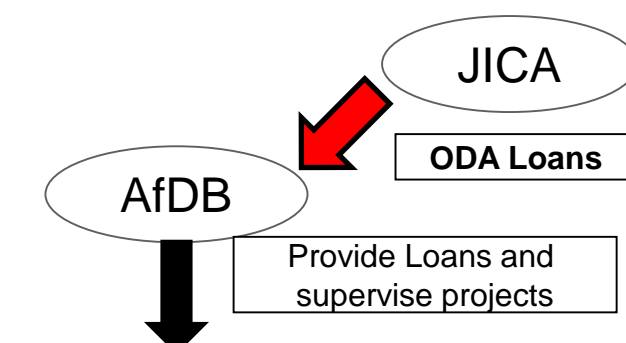 JICA
ODA Loans
AfDB
Provide Loans and
supervise projects